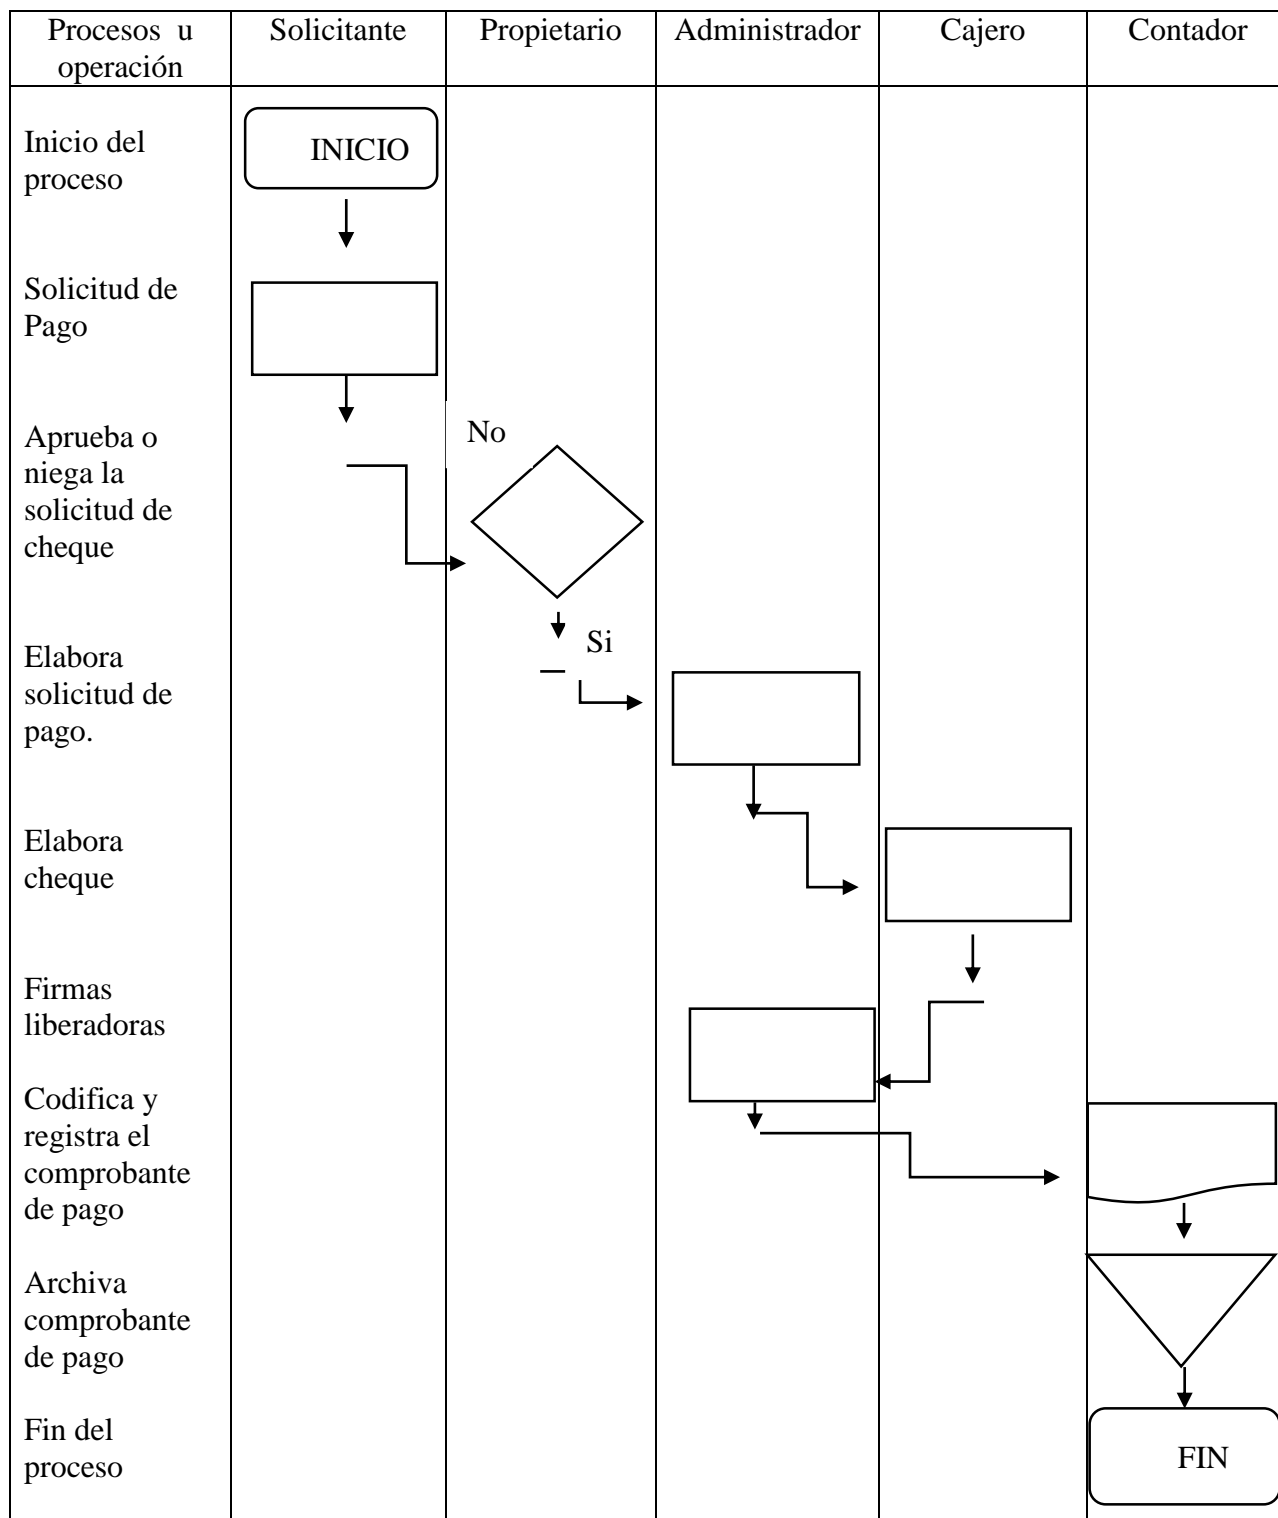 Procesos u
operación
Solicitante
Propietario
Administrador
Cajero
Contador
Inicio del
proceso
INICIO
Solicitud de
Pago
Aprueba o
niega la
solicitud de
cheque
No
Si
Elabora
solicitud de
pago.
Elabora
cheque
Firmas
liberadoras
Codifica y
registra el
comprobante
de pago
Archiva
comprobante
de pago
Fin del
proceso
FIN